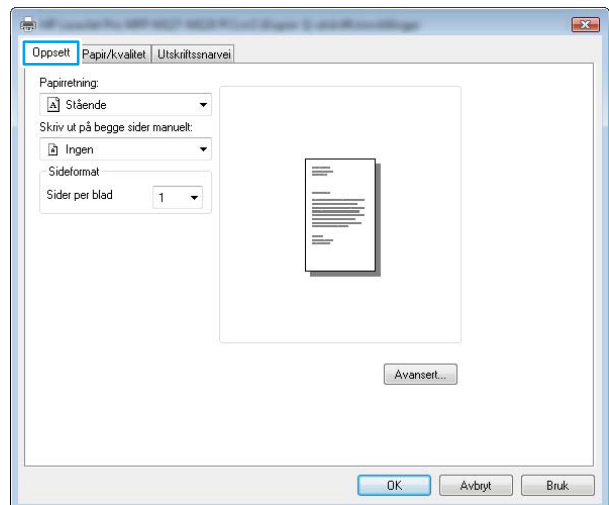 Oppsett Papir/kvalitet Utskriftssnarvei
Papirretning:
A Stående
Skriv ut på begge sider manuelt:
Ingen
Sideformat
Sider per blad 1
Avansert...
OK Avbryt Bruk